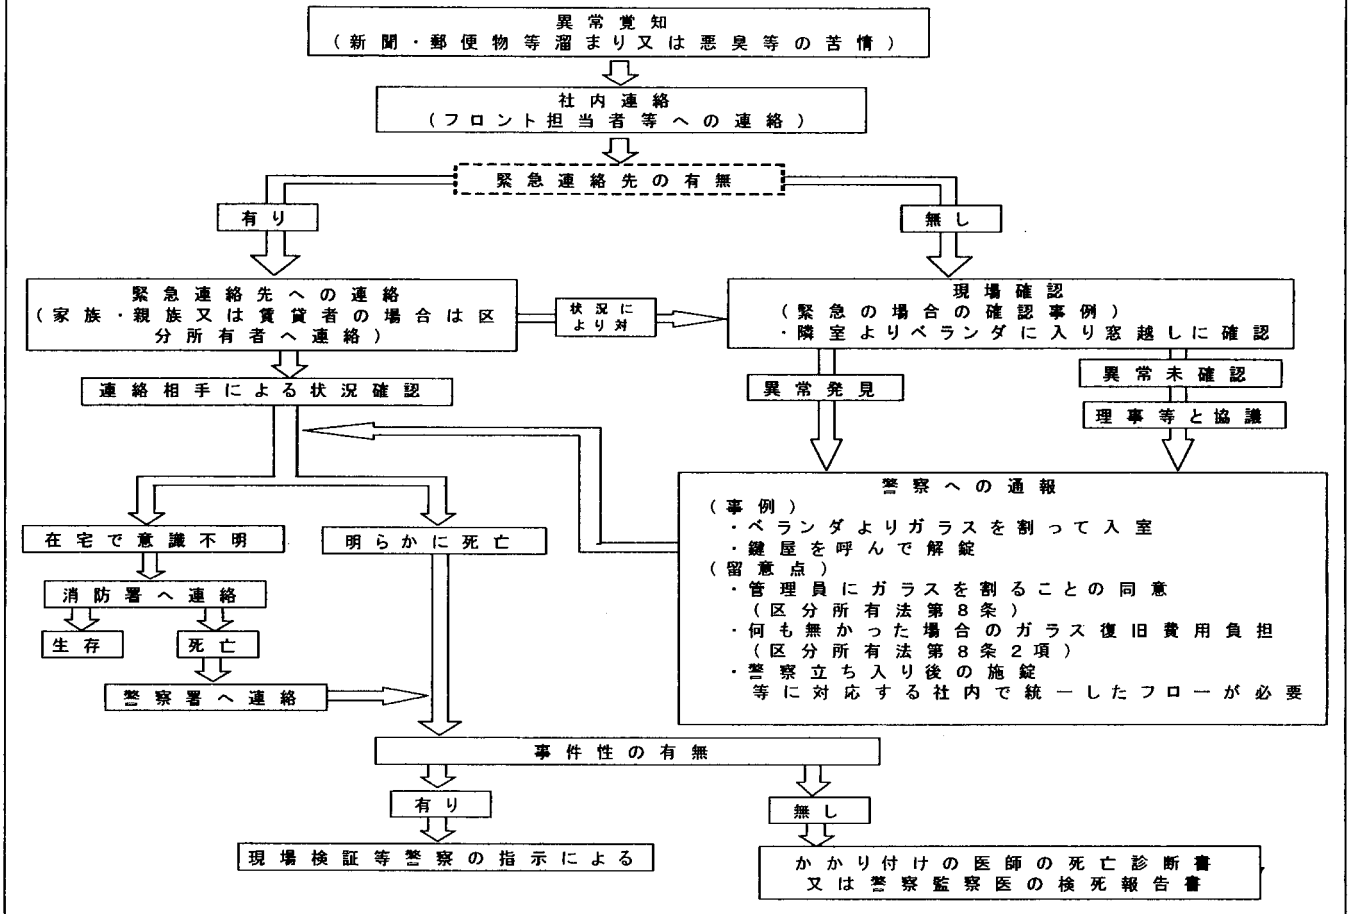 異常覚知
(新聞・郵便物等溜まり又は悪臭等の苦情)
社内連絡
(フロント担当者等への連絡)
緊急連絡先の有無
有り
無し
緊急連絡先への連絡
(家族・親族又は賃貸者の場合は区
分所有者へ連絡)
状況に
より対
現場確認
(緊急の場合の確認事例)
・隣室よりベランダに入り窓越しに確認
連絡相手による状況確認
異常発見
異常未確認
理事等と協議
警察への通報
(事例)
・ベランダよりガラスを割って入室
・鍵屋を呼んで解錠
(留意点)
・管理員にガラスを割ることの同意
(区分所有法第8条)
・何も無かった場合のガラス復旧費用負担
(区分所有法第8条2項)
・警察立ち入り後の施錠
等に対応する社内で統一したフローが必要
在宅で意識不明
明らかに死亡
消防署へ連絡
生存
死亡
警察署へ連絡
事件性の有無
有り
無し
現場検証等警察の指示による
かかり付けの医師の死亡診断書
又は警察監察医の検死報告書